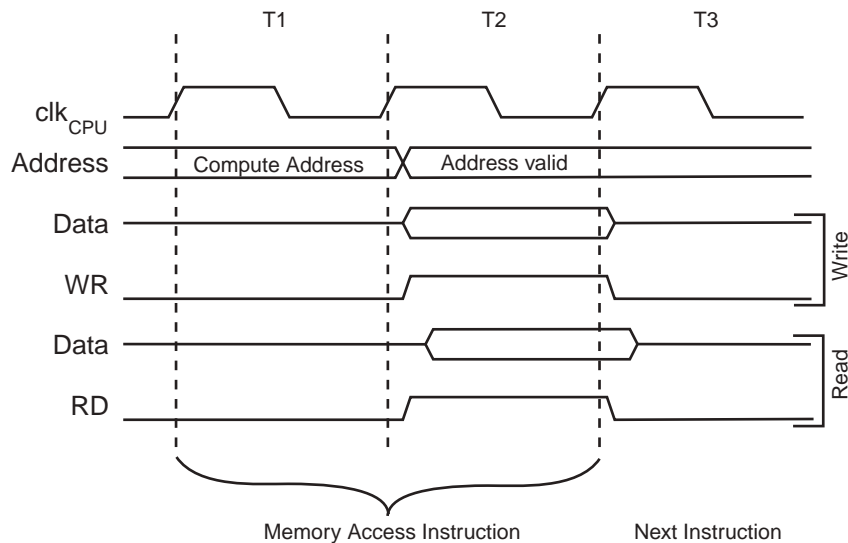 T1 T2 T3
clkCPU
Address Compute Address Address valid
Data
WR
Write
Data
RD
Read
Memory Access Instruction Next Instruction